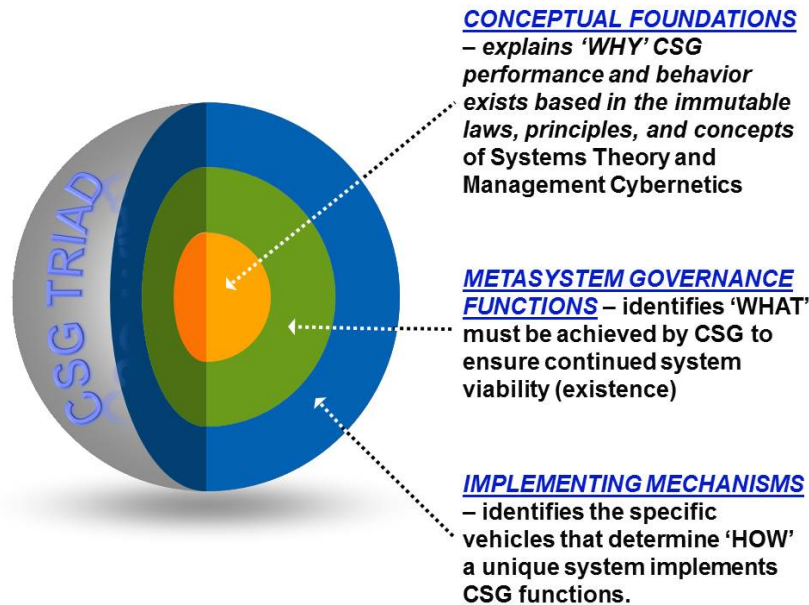 CSG TRIAD
CONCEPTUAL FOUNDATIONS
– explains ‘WHY’ CSG
performance and behavior
exists based in the immutable
laws, principles, and concepts
of Systems Theory and
Management Cybernetics
METASYSTEM GOVERNANCE
FUNCTIONS – identifies ‘WHAT’
must be achieved by CSG to
ensure continued system
viability (existence)
IMPLEMENTING MECHANISMS
– identifies the specific
vehicles that determine ‘HOW’
a unique system implements
CSG functions.